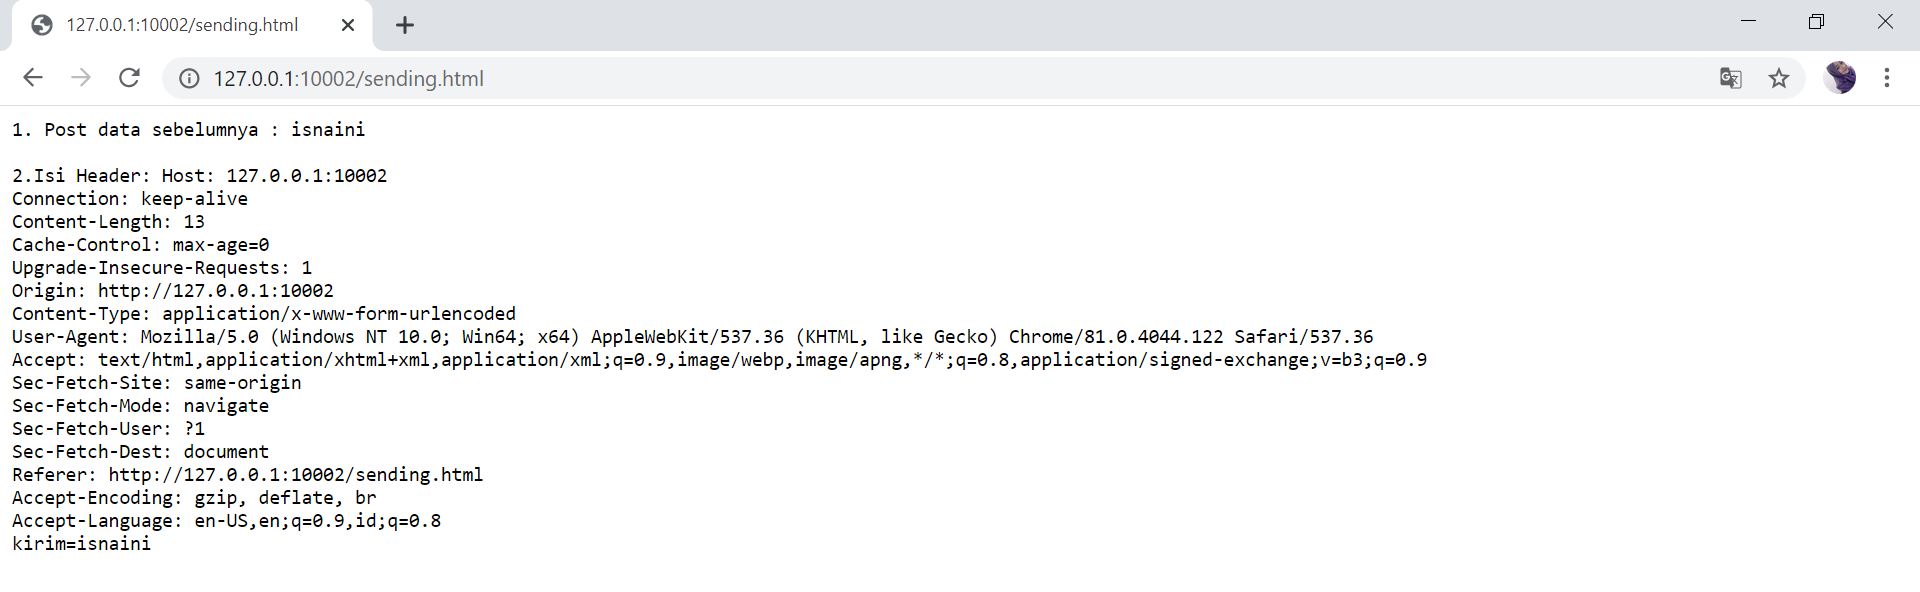 127.0.0.1:10002/sending.html
127.0.0.1:10002/sending.html
1. Post data sebelumnya : isnaini
2.Isi Header: Host: 127.0.0.1:10002
Connection: keep-alive
Content-Length: 13
Cache-Control: max-age=0
Upgrade-Insecure-Requests: 1
Origin: http://127.0.0.1:10002
Content-Type: application/x-www-form-urlencoded
User-Agent: Mozilla/5.0 (Windows NT 10.0; Win64; x64) AppleWebKit/537.36 (KHTML, like Gecko) Chrome/81.0.4044.122 Safari/537.36
Accept: text/html,application/xhtml+xml,application/xml;q=0.9,image/webp,image/apng,*/*;q=0.8,application/signed-exchange;v=b3;q=0.9
Sec-Fetch-Site: same-origin
Sec-Fetch-Mode: navigate
Sec-Fetch-User: ?1
Sec-Fetch-Dest: document
Referer: http://127.0.0.1:10002/sending.html
Accept-Encoding: gzip, deflate, br
Accept-Language: en-US,en;q=0.9,id;q=0.8
kirim=isnaini